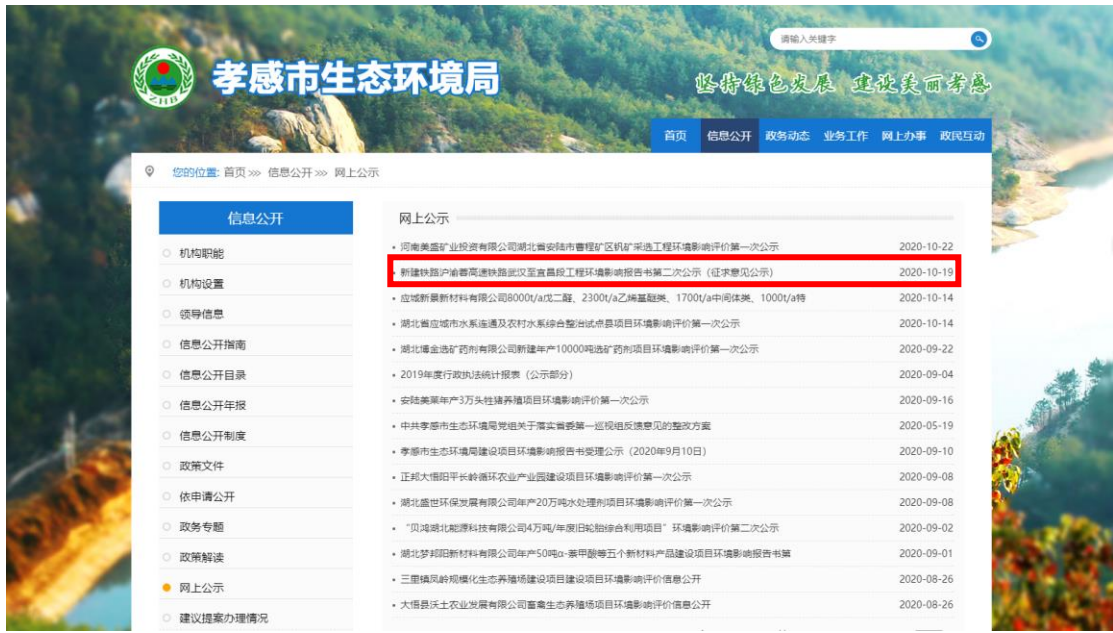 请输入关键字
孝感市生态环境局
坚持绿色发展 建设美丽孝感
ZHB
首页 信息公开 政务动态 业务工作 网上办事 政民互动
您的位置: 首页 >>> 信息公开 >>> 网上公示
信息公开
机构职能
机构设置
领导信息
信息公开指南
信息公开目录
信息公开年报
信息公开制度
政策文件
依申请公开
政务专题
政策解读
网上公示
建议提案办理情况
网上公示
河南美盛矿业投资有限公司湖北省安陆市曹程矿区钒矿采选工程环境影响评价第一次公示 2020-10-22
新建铁路沪渝蓉高速铁路武汉至宜昌段工程环境影响报告书第二次公示（征求意见公示） 2020-10-19
应城新景新材料有限公司8000t/a戊二醛、2300t/a乙烯基醚类、1700t/a中间体类、1000t/a特 2020-10-14
湖北省应城市水系连通及农村水系综合整治试点县项目环境影响评价第一次公示 2020-10-14
湖北博金选矿药剂有限公司新建年产10000吨选矿药剂项目环境影响评价第一次公示 2020-09-22
2019年度行政执法统计报表（公示部分） 2020-09-04
安陆美莱年产3万头牲猪养殖项目环境影响评价第一次公示 2020-09-16
中共孝感市生态环境局党组关于落实省委第一巡视组反馈意见的整改方案 2020-05-19
孝感市生态环境局建设项目环境影响报告书受理公示（2020年9月10日） 2020-09-10
正邦大悟阳平长岭循环农业产业园建设项目环境影响评价第一次公示 2020-09-08
湖北盛世环保发展有限公司年产20万吨水处理剂项目环境影响评价第一次公示 2020-09-08
“贝鸿湖北能源科技有限公司4万吨/年废旧轮胎综合利用项目”环境影响评价第二次公示 2020-09-02
湖北梦邦阳新材料有限公司年产50吨α-萘甲酸等五个新材料产品建设项目环境影响报告书第 2020-09-01
三里镇凤岭规模化生态养殖场建设项目建设项目环境影响评价信息公开 2020-08-26
大悟县沃土农业发展有限公司畜禽生态养殖场项目环境影响评价信息公开 2020-08-26